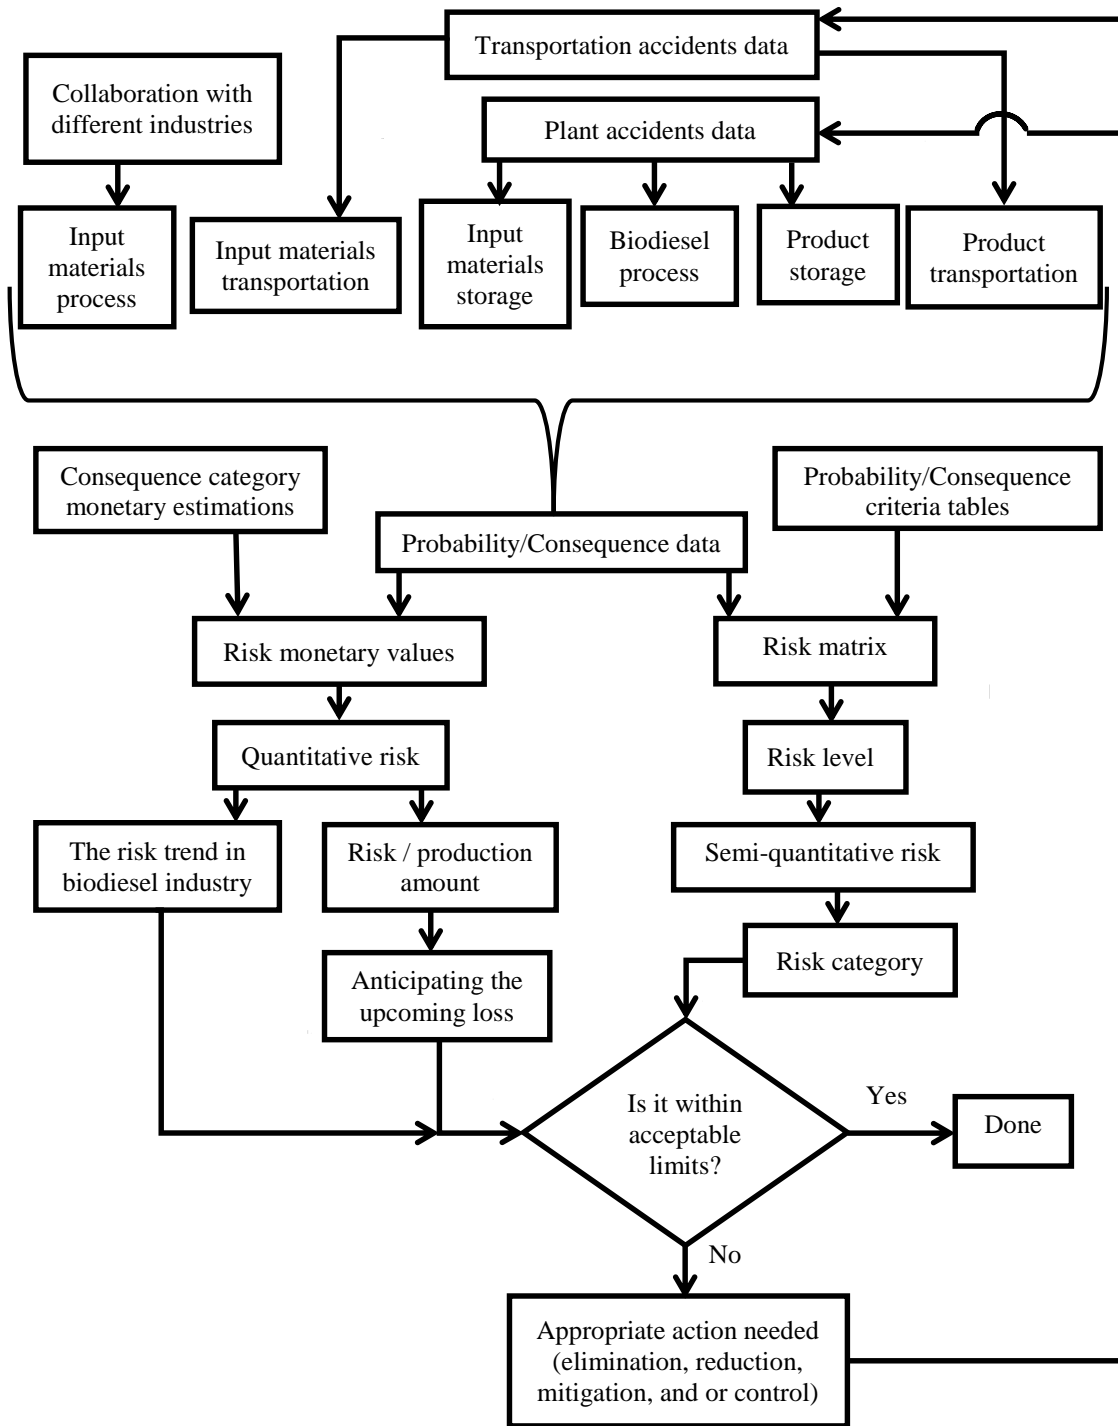 Transportation accidents data
Collaboration with
different industries
Plant accidents data
Input
materials
process
Input materials
transportation
Input
materials
storage
Biodiesel
process
Product
storage
Product
transportation
Consequence category
monetary estimations
Probability/Consequence
criteria tables
Probability/Consequence data
Risk monetary values
Risk matrix
Quantitative risk
Risk level
The risk trend in
biodiesel industry
Risk / production
amount
Semi-quantitative risk
Anticipating the
upcoming loss
Risk category
Is it within
acceptable
limits?
Yes
Done
No
Appropriate action needed
(elimination, reduction,
mitigation, and or control)